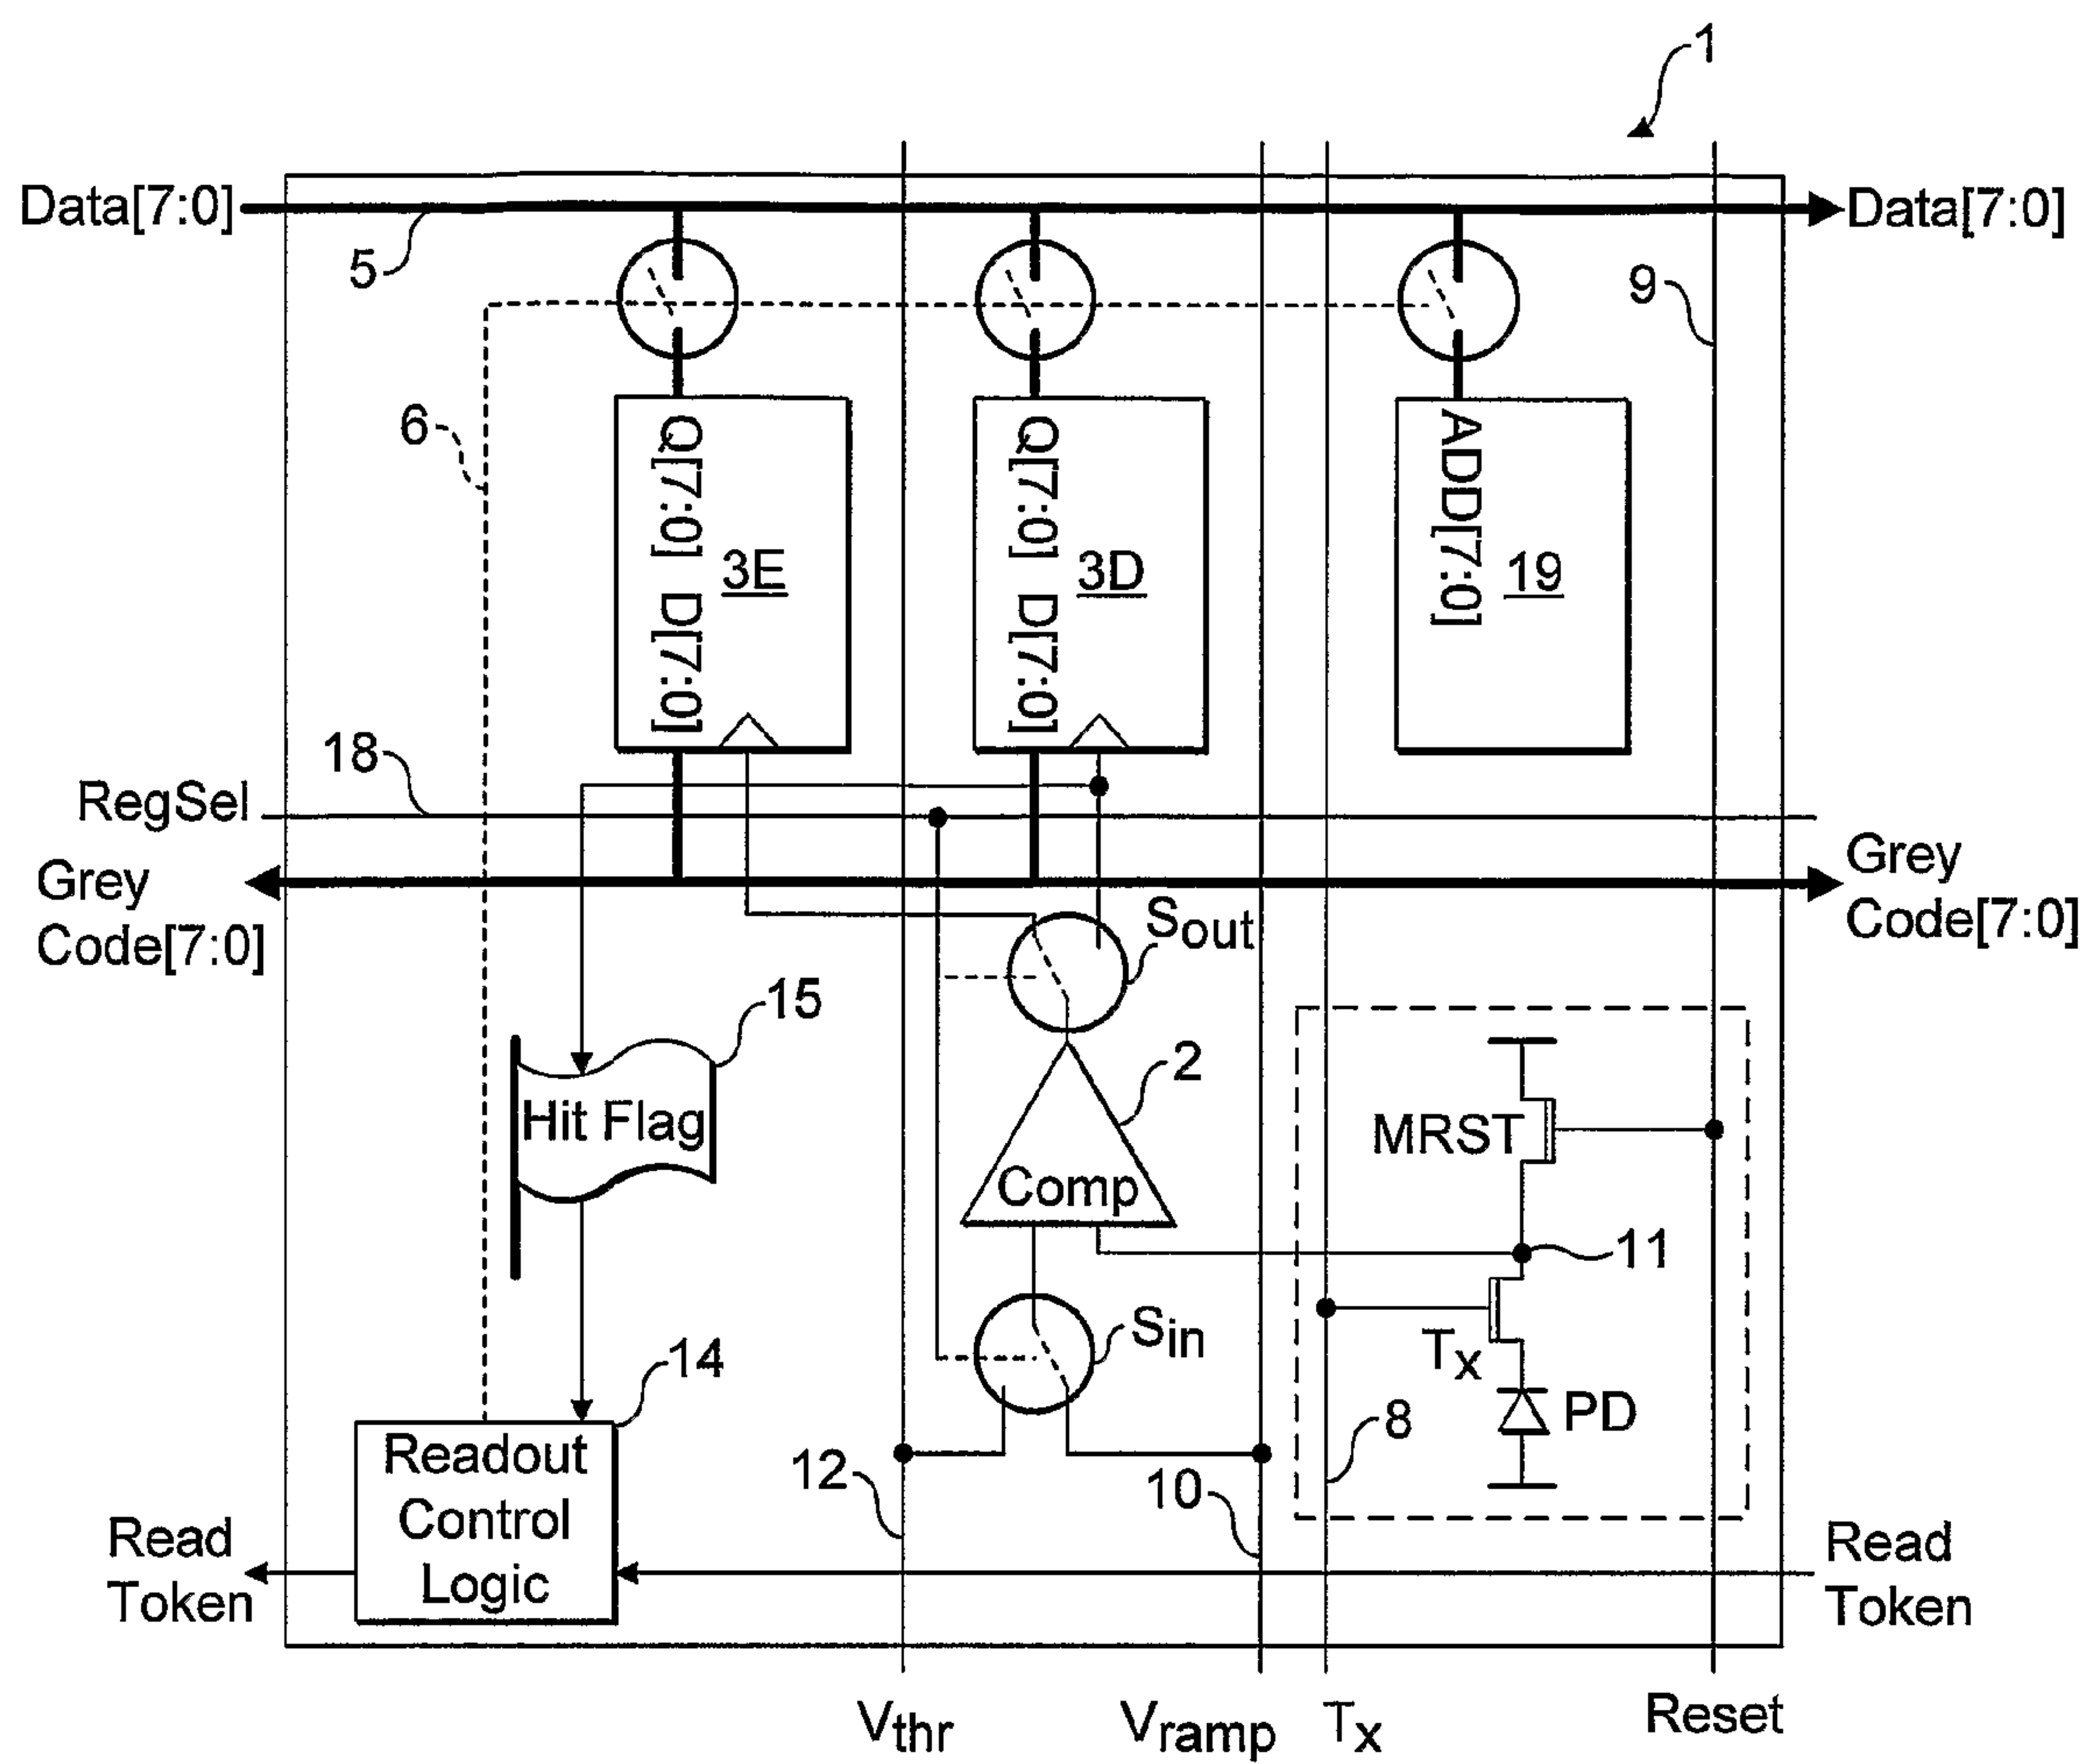 1
Data[7:0]
Data[7:0]
5
9
6
Q[7:0] D[7:0]
3E
Q[7:0] D[7:0]
3D
ADD[7:0]
19
18
RegSel
Grey
Code[7:0]
Grey
Code[7:0]
Sout
15
2
Hit Flag
MRST
Comp
11
Sin
Tx
14
PD
8
Readout
Control
Logic
12
10
Read
Token
Read
Token
Vthr
Vramp
Tx
Reset